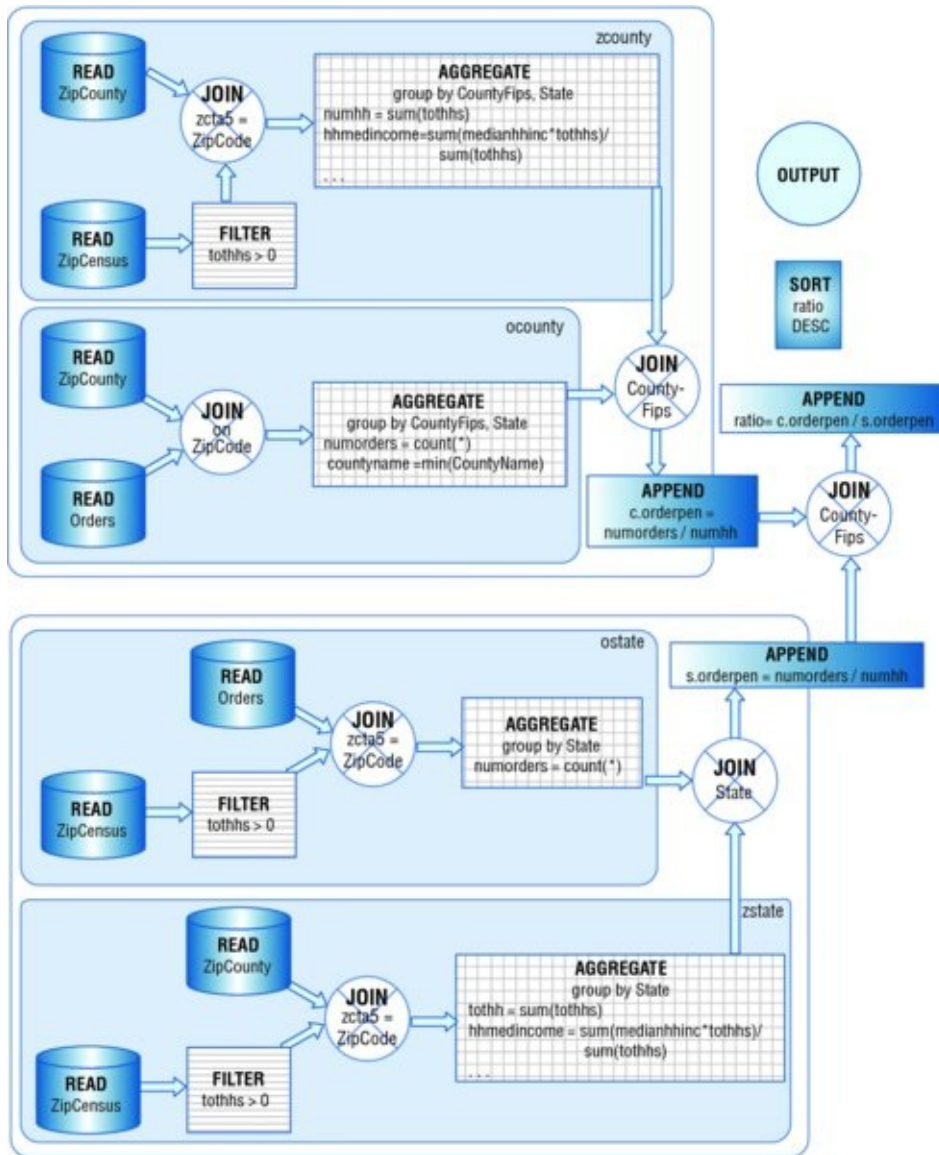 zcounty
READ
ZipCounty
JOIN
zcta5 =
ZipCode
AGGREGATE
group by CountyFips, State
numhh = sum(tothhs)
hhmedincome=sum(medianhhinc*tothhs)/
sum(tothhs)
. . .
READ
ZipCensus
FILTER
tothhs > 0
OUTPUT
SORT
ratio
DESC
ocounty
READ
ZipCounty
JOIN
on
ZipCode
READ
Orders
AGGREGATE
group by CountyFips, State
numorders = count(*)
countyname =min(CountyName)
JOIN
County-
Fips
APPEND
c.orderpen =
numorders / numhh
APPEND
ratio= c.orderpen / s.orderpen
JOIN
County-
Fips
APPEND
s.orderpen = numorders / numhh
ostate
READ
Orders
JOIN
zcta5 =
ZipCode
AGGREGATE
group by State
numorders = count(*)
READ
ZipCensus
FILTER
tothhs > 0
JOIN
State
zstate
READ
ZipCounty
JOIN
zcta5 =
ZipCode
AGGREGATE
group by State
tothh = sum(tothhs)
hhmedincome = sum(medianhhinc*tothhs)/
sum(tothhs)
. . .
READ
ZipCensus
FILTER
tothhs > 0